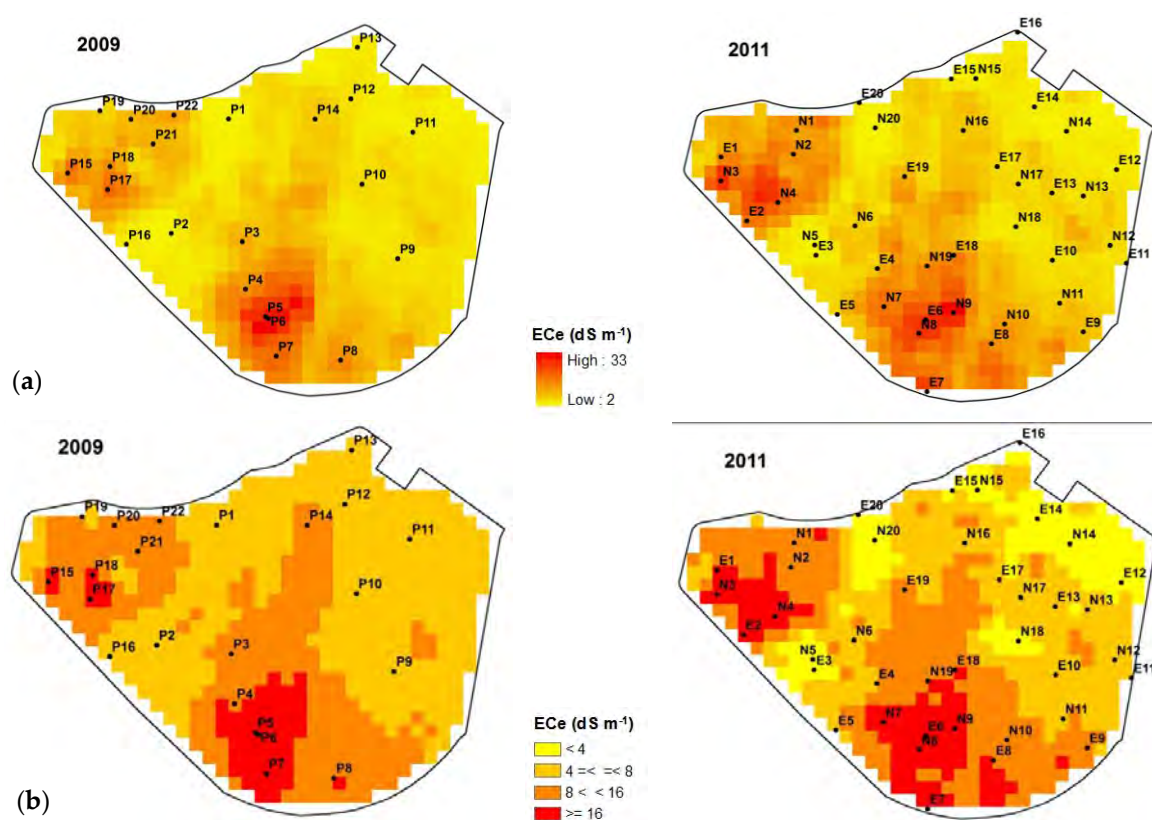 2009
P13
P12
P19
P20
P22
P1
P14
P11
P21
P18
P15
P17
P10
P2
P16
P3
P9
P4
P5
P6
P7
P8
(a)
ECe (dS m⁻¹)
High : 33
Low : 2
2011
E16
E15
N15
E14
E20
N20
N1
N16
N14
N2
E1
E17
E12
N3
E19
N17
N4
E13
N13
E2
N6
N18
N5
E3
N12
E18
E10
E11
E4
N19
N7
N11
E5
E6
N9
N8
N10
E8
E9
E7
2009
P13
P12
P19
P20
P22
P1
P14
P11
P21
P18
P15
P17
P10
P2
P16
P3
P9
P4
P5
P6
P7
P8
(b)
ECe (dS m⁻¹)
< 4
4 =< =< 8
8 < < 16
>= 16
2011
E16
E15
N15
E14
E20
N20
N1
N16
N14
N2
E1
E17
E12
N3
E19
N17
N4
E13
N13
E2
N6
N18
N5
E3
N12
E18
E10
E11
E4
N19
N7
N11
E5
E6
N9
N8
N10
E8
E9
E7